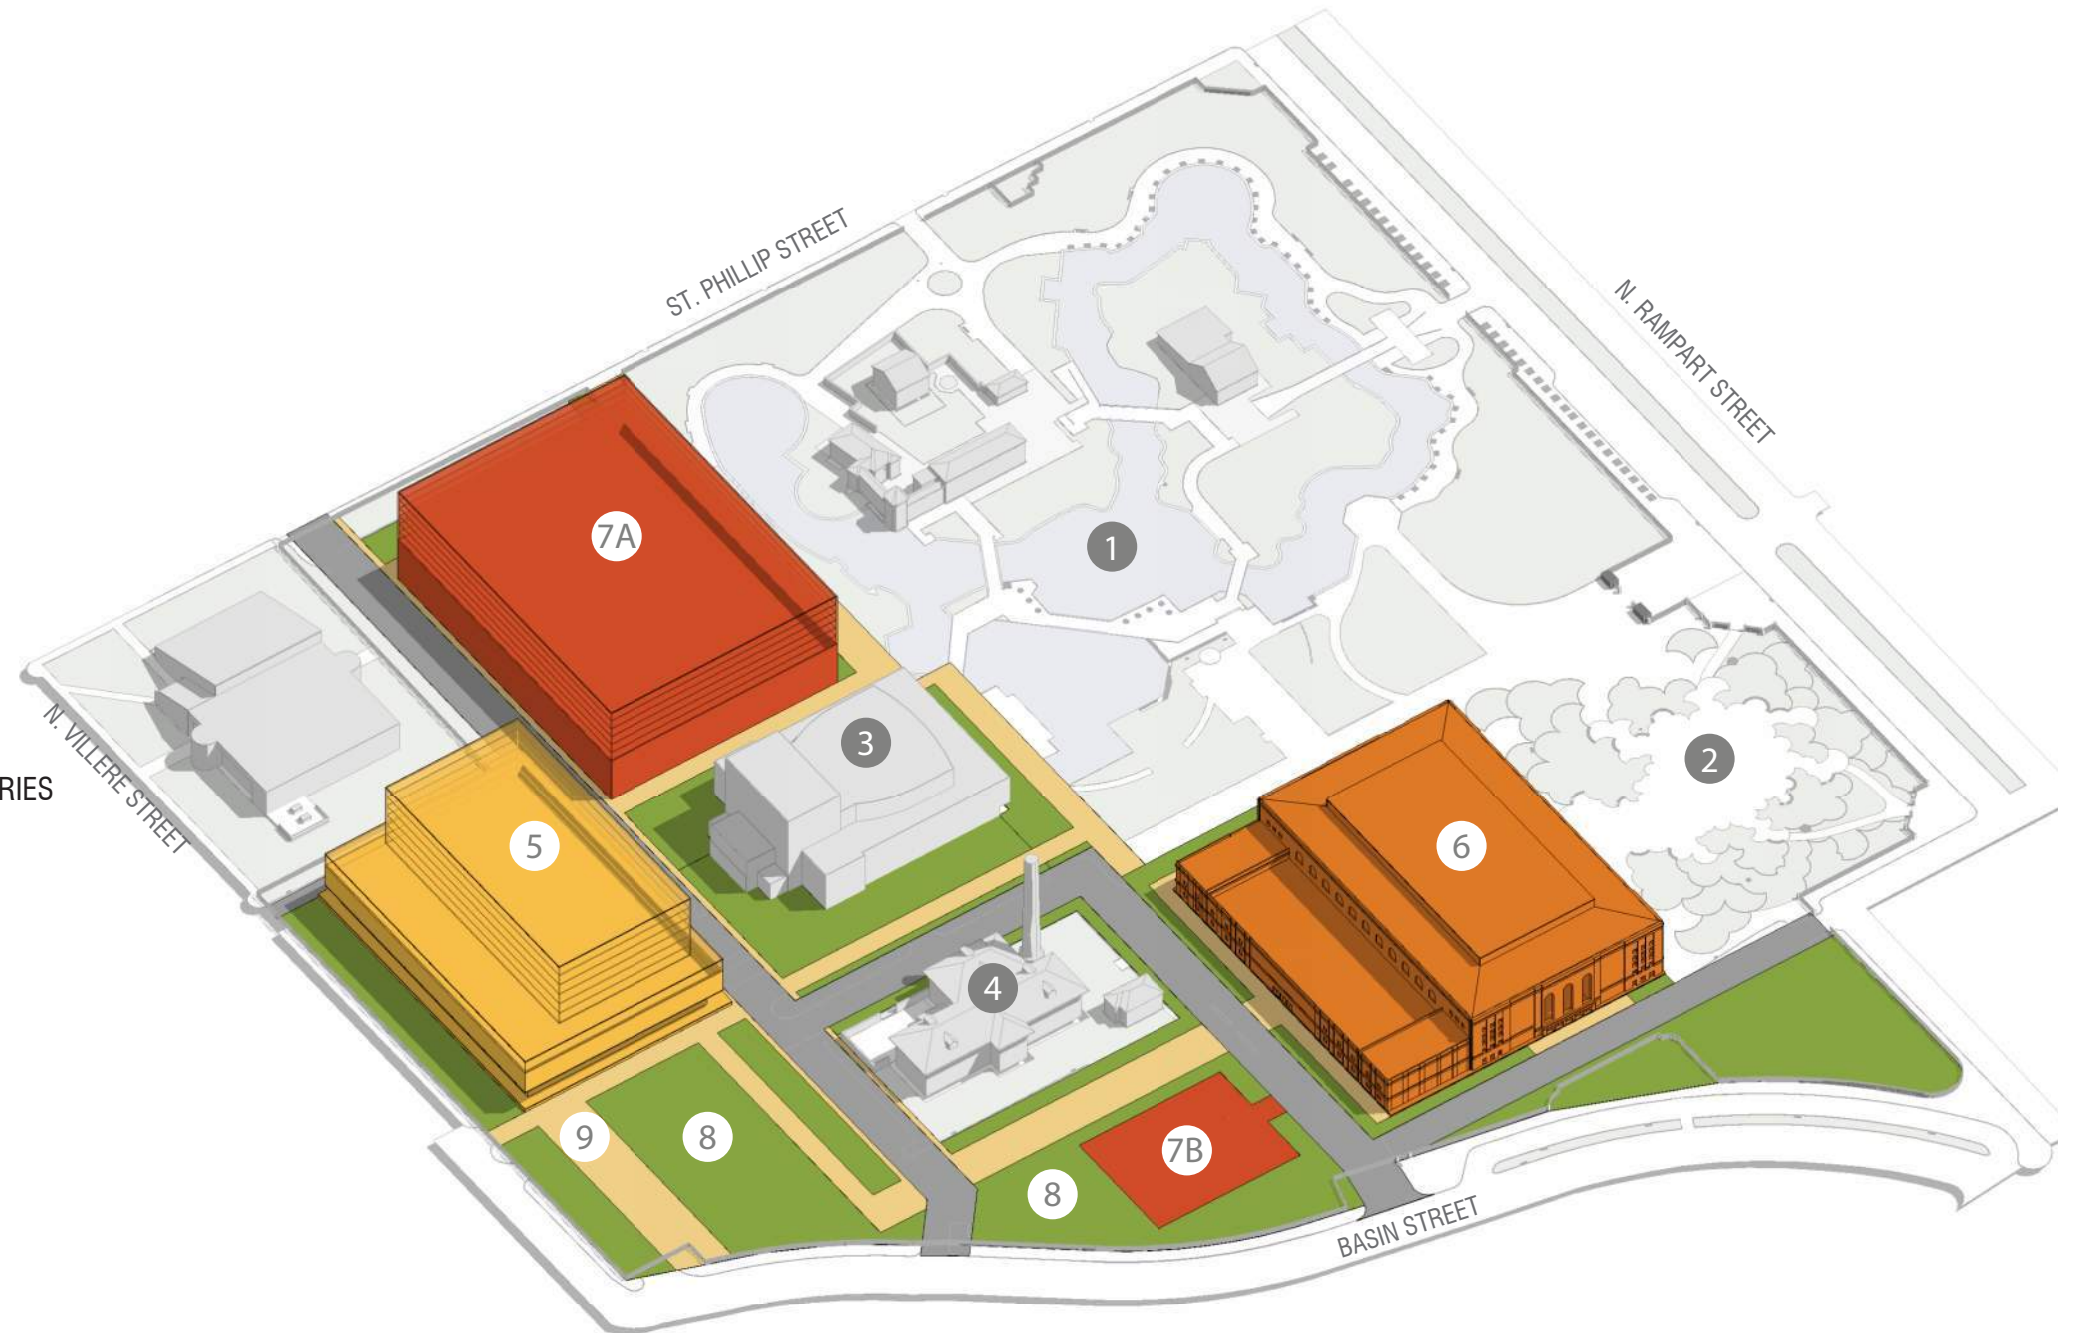 ST. PHILLIP STREET
N. RAMPART STREET
7A
1
3
2
N. VILLERE STREET
RIES
5
6
4
9
8
7B
8
BASIN STREET